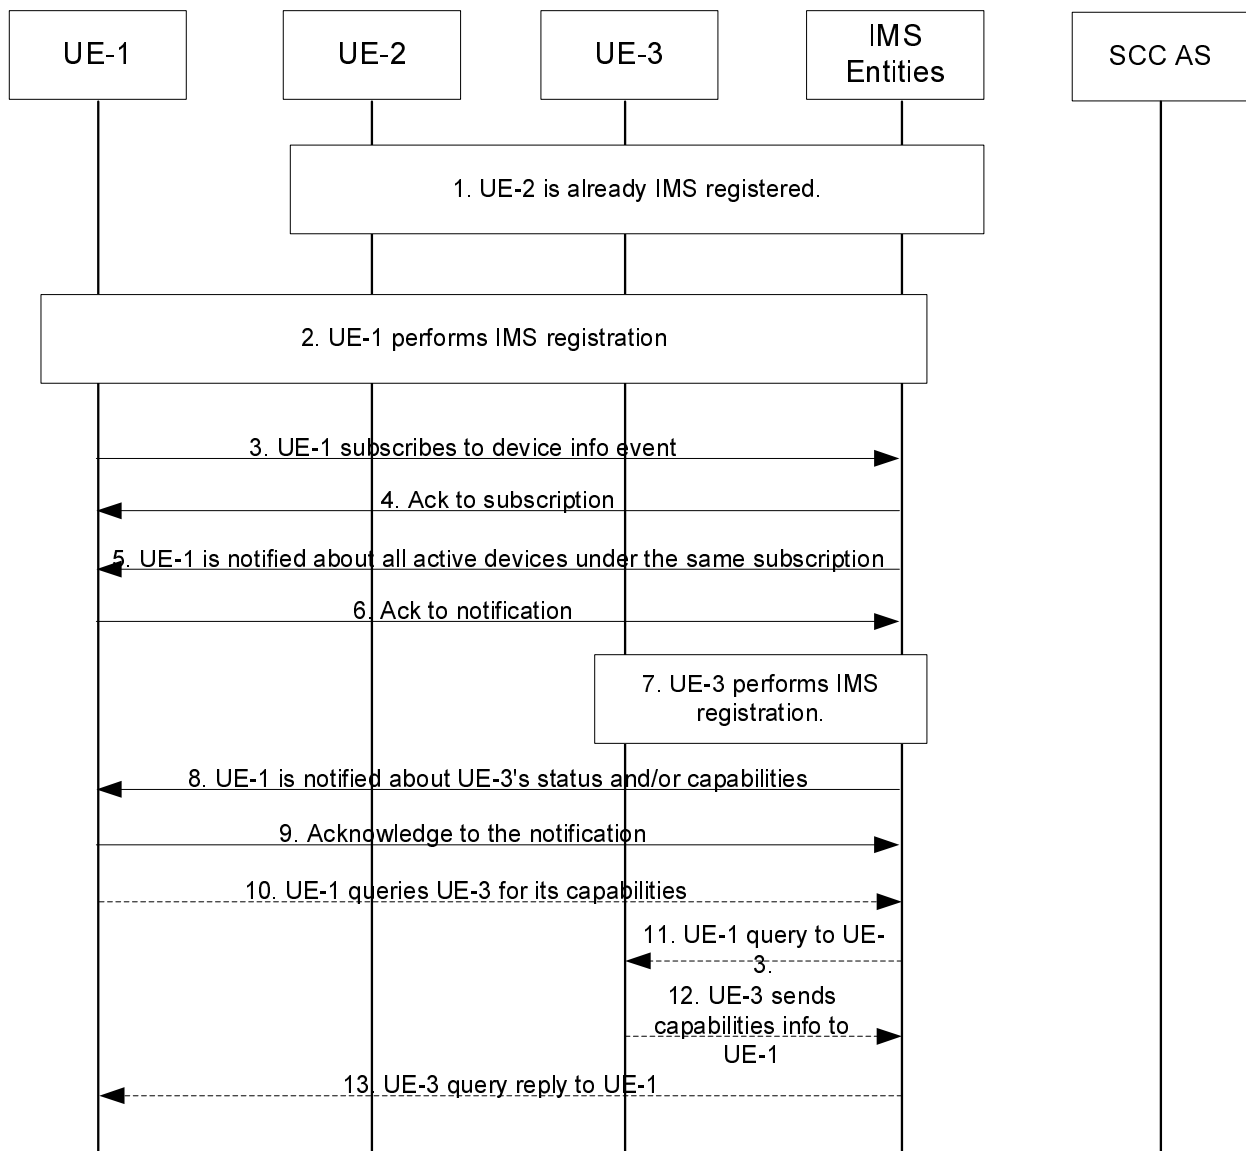 UE-1
UE-2
UE-3
IMS
Entities
SCC AS
1. UE-2 is already IMS registered.
2. UE-1 performs IMS registration
3. UE-1 subscribes to device info event
4. Ack to subscription
5. UE-1 is notified about all active devices under the same subscription
6. Ack to notification
7. UE-3 performs IMS
registration.
8. UE-1 is notified about UE-3's status and/or capabilities
9. Acknowledge to the notification
10. UE-1 queries UE-3 for its capabilities
11. UE-1 query to UE-
3.
12. UE-3 sends
capabilities info to
UE-1
13. UE-3 query reply to UE-1